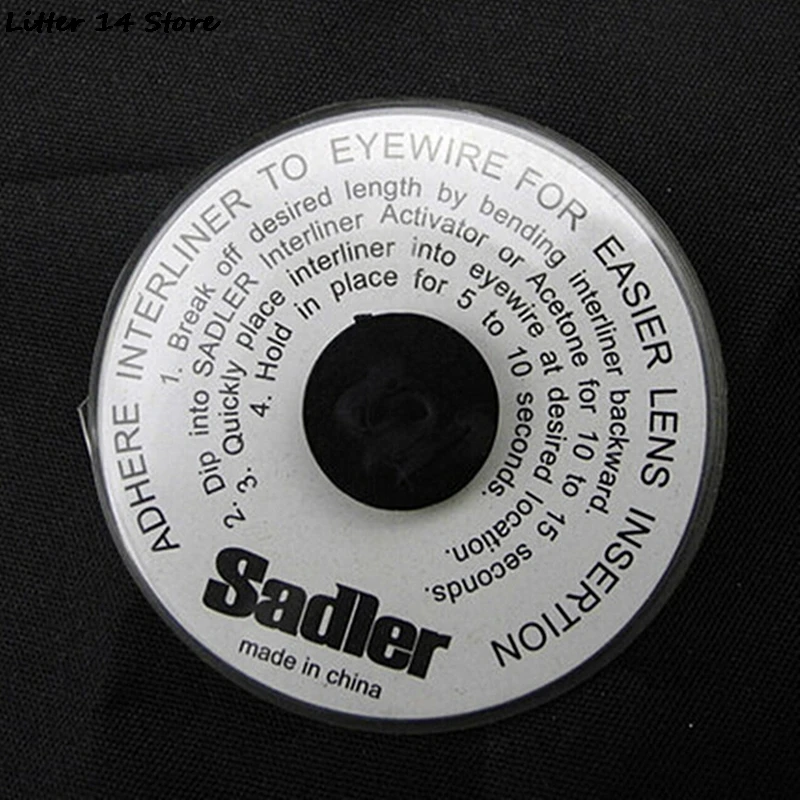 Litter 14 Store
ADHERE INTERLINER TO EYEWIRE FOR EASIER LENS INSERTION
1. Break off desired length by bending interliner backward.
2. Dip into SADLER Interliner Activator or Acetone for 10 to 15 seconds.
3. Quickly place interliner into eyewire at desired location.
4. Hold in place for 5 to 10 seconds.
Sadler
made in china